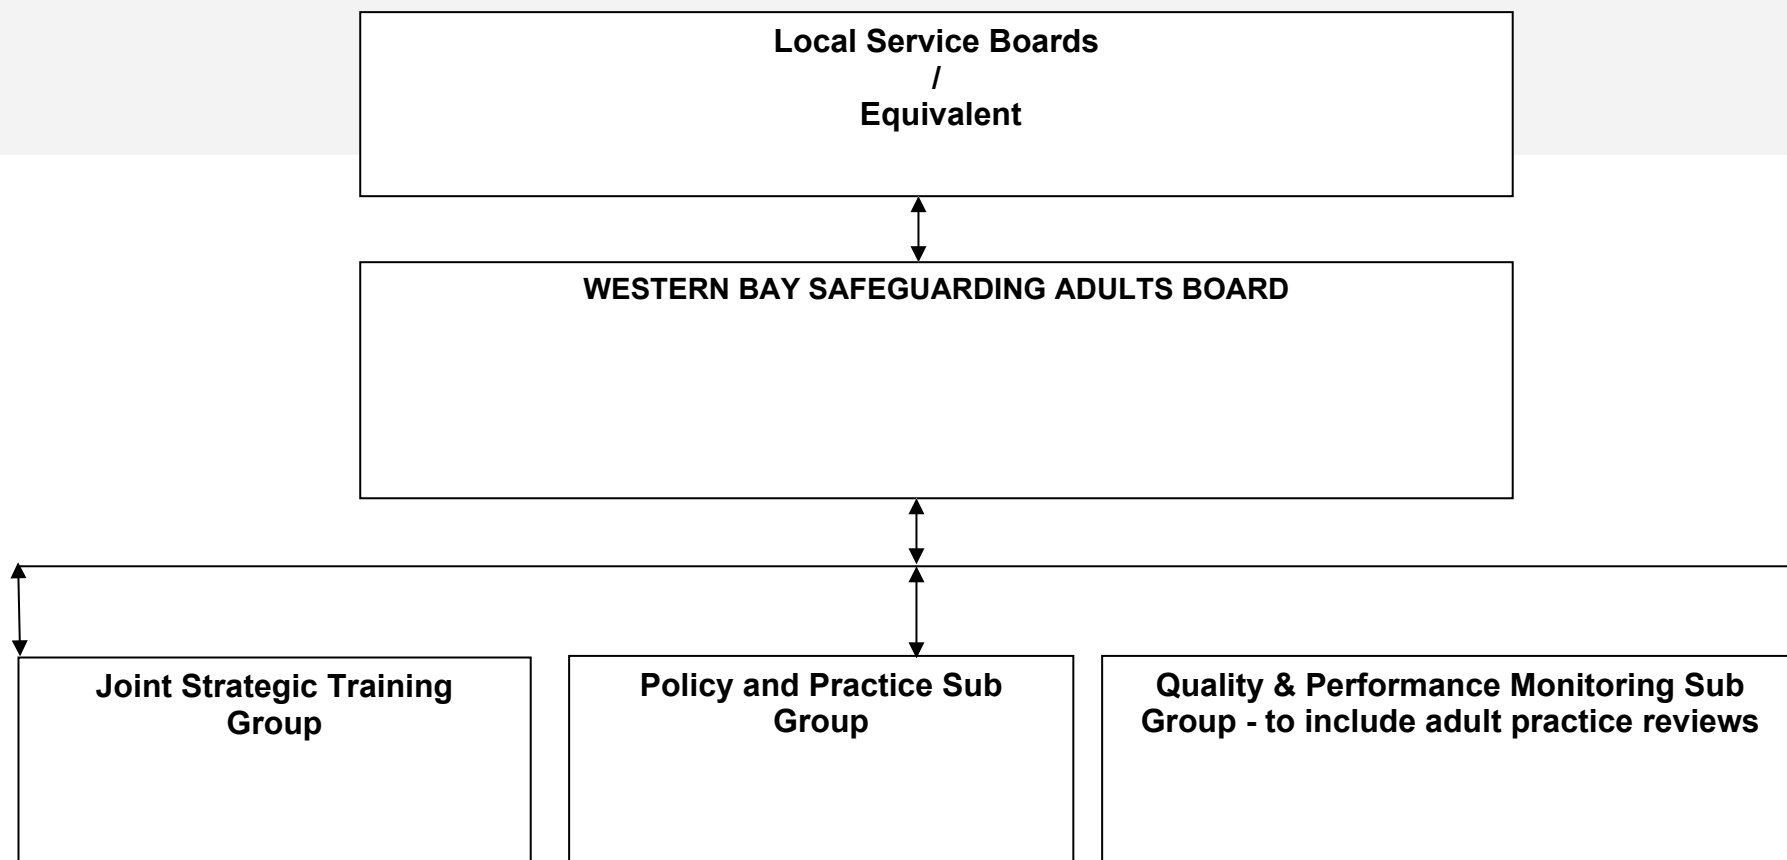 Local Service Boards
/
Equivalent
WESTERN BAY SAFEGUARDING ADULTS BOARD
Joint Strategic Training
Group
Policy and Practice Sub
Group
Quality & Performance Monitoring Sub
Group - to include adult practice reviews